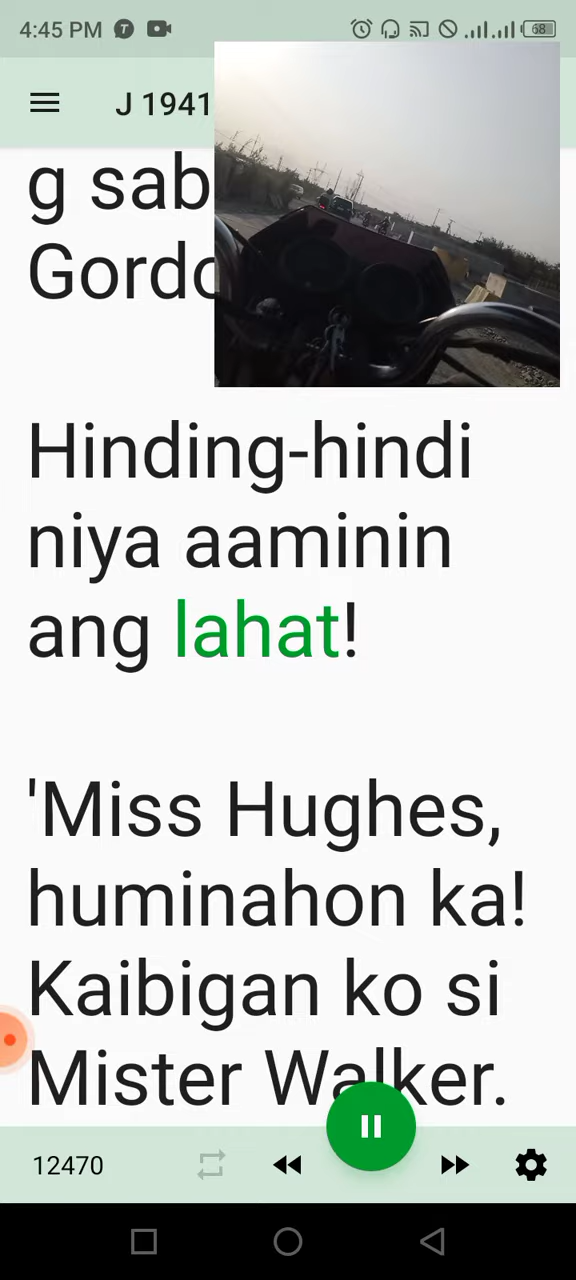 4:45 PM
68
J 1941
g sab
Gordo
Hinding-hindi
niya aaminin
ang lahat!
'Miss Hughes,
huminahon ka!
Kaibigan ko si
Mister Walker.
12470